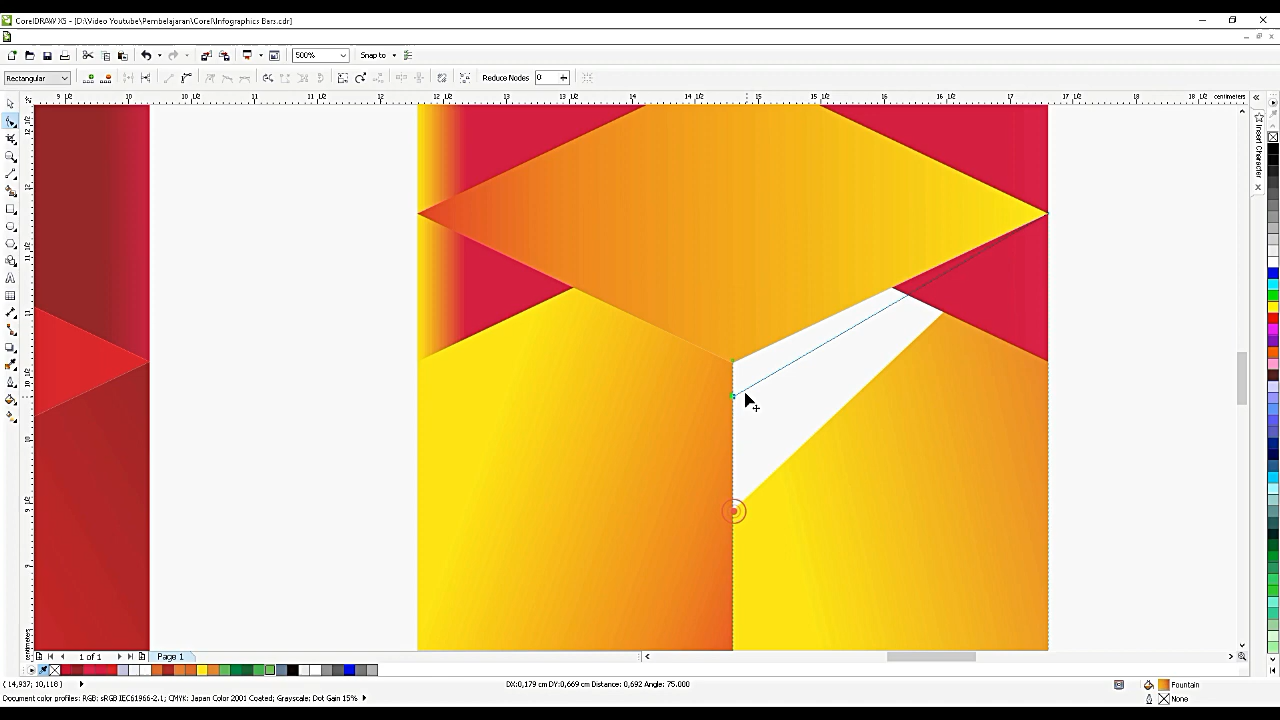 CorelDRAW X5 - [D:\Video Youtube\Pembelajaran\Corel\Infographics Bars.cdr]
500%
Snap to
Rectangular
Reduce Nodes 0
centimeters
Insert Character
1 of 1
Page 1
( 14,937; 10,118 )
DX:0,179 cm DY:0,669 cm Distance: 0,692 Angle: 75.000
Fountain
Document color profiles: RGB: sRGB IEC61966-2.1; CMYK: Japan Color 2001 Coated; Grayscale: Dot Gain 15%
None